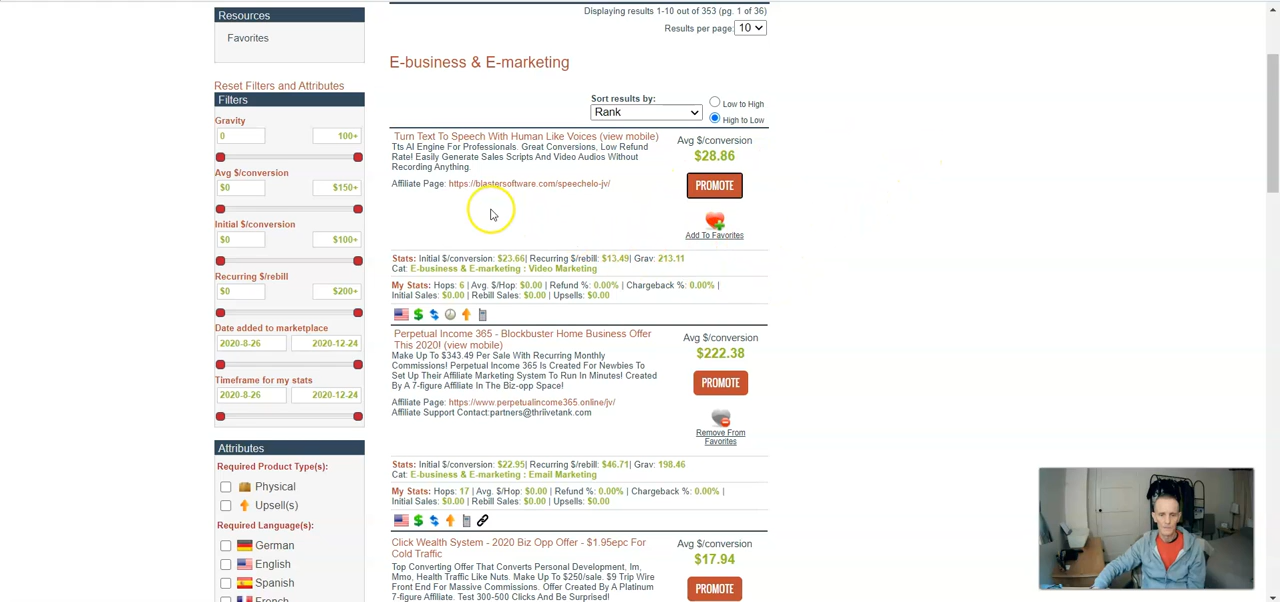 Resources
Favorites
Reset Filters and Attributes
Filters
Gravity
0 100+
Avg $/conversion
$0 $150+
Initial $/conversion
$0 $100+
Recurring $/rebill
$0 $200+
Date added to marketplace
2020-8-26 2020-12-24
Timeframe for my stats
2020-8-26 2020-12-24
Attributes
Required Product Type(s):
Physical
Upsell(s)
Required Language(s):
German
English
Spanish
French
Displaying results 1-10 out of 353 (pg. 1 of 36)
Results per page: 10
E-business & E-marketing
Sort results by:
Rank
Low to High
High to Low
Turn Text To Speech With Human Like Voices (view mobile)
Tts AI Engine For Professionals. Great Conversions, Low Refund
Rate! Easily Generate Sales Scripts And Video Audios Without
Recording Anything.
Affiliate Page: https://blastersoftware.com/speechelo-jv/
Avg $/conversion
$28.86
PROMOTE
Add To Favorites
Stats: Initial $/conversion: $23.66| Recurring $/rebill: $13.49| Grav: 213.11
Cat: E-business & E-marketing : Video Marketing
My Stats: Hops: 6 | Avg. $/Hop: $0.00 | Refund %: 0.00% | Chargeback %: 0.00% |
Initial Sales: $0.00 | Rebill Sales: $0.00 | Upsells: $0.00
Perpetual Income 365 - Blockbuster Home Business Offer
This 2020! (view mobile)
Make Up To $343.49 Per Sale With Recurring Monthly
Commissions! Perpetual Income 365 Is Created For Newbies To
Set Up Their Affiliate Marketing System To Run In Minutes! Created
By A 7-figure Affiliate In The Biz-opp Space!
Affiliate Page: https://www.perpetualincome365.online/jv/
Affiliate Support Contact:partners@thriivetank.com
Avg $/conversion
$222.38
PROMOTE
Remove From
Favorites
Stats: Initial $/conversion: $22.95| Recurring $/rebill: $46.71| Grav: 198.46
Cat: E-business & E-marketing : Email Marketing
My Stats: Hops: 17 | Avg. $/Hop: $0.00 | Refund %: 0.00% | Chargeback %: 0.00% |
Initial Sales: $0.00 | Rebill Sales: $0.00 | Upsells: $0.00
Click Wealth System - 2020 Biz Opp Offer - $1.95epc For
Cold Traffic
Top Converting Offer That Converts Personal Development, Im,
Mmo, Health Traffic Like Nuts. Make Up To $250/sale. $9 Trip Wire
Front End For Massive Commissions. Offer Created By A Platinum
7-figure Affiliate. Test 300-500 Clicks And Be Surprised!
Avg $/conversion
$17.94
PROMOTE